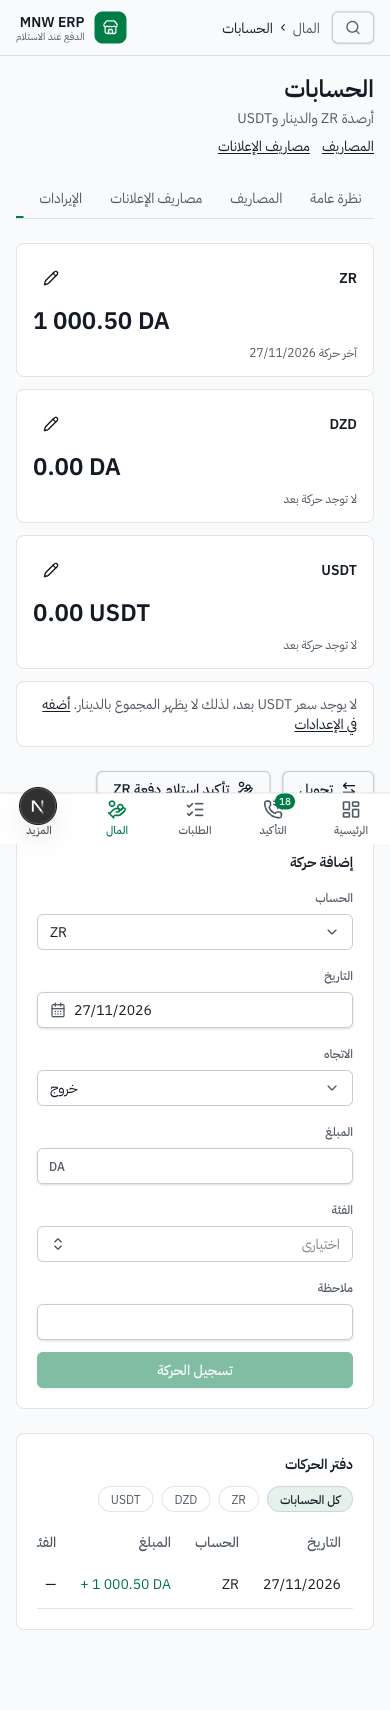 المال › الحسابات
MNW ERP
الدفع عند الاستلام
الحسابات
أرصدة ZR والدينار وUSDT
المصاريف
مصاريف الإعلانات
نظرة عامة
المصاريف
مصاريف الإعلانات
الإيرادات
ZR
1 000.50 DA
آخر حركة 27/11/2026
DZD
0.00 DA
لا توجد حركة بعد
USDT
0.00 USDT
لا توجد حركة بعد
لا يوجد سعر USDT بعد، لذلك لا يظهر المجموع بالدينار. أضفه
في الإعدادات
تحويل
تأكيد استلام دفعة ZR
الرئيسية
18
التأكيد
الطلبات
المال
المزيد
N
إضافة حركة
الحساب
ZR
التاريخ
27/11/2026
الاتجاه
خروج
المبلغ
DA
الفئة
اختياري
ملاحظة
تسجيل الحركة
دفتر الحركات
كل الحسابات
ZR
DZD
USDT
التاريخ الحساب المبلغ
27/11/2026 ZR + 1 000.50 DA —